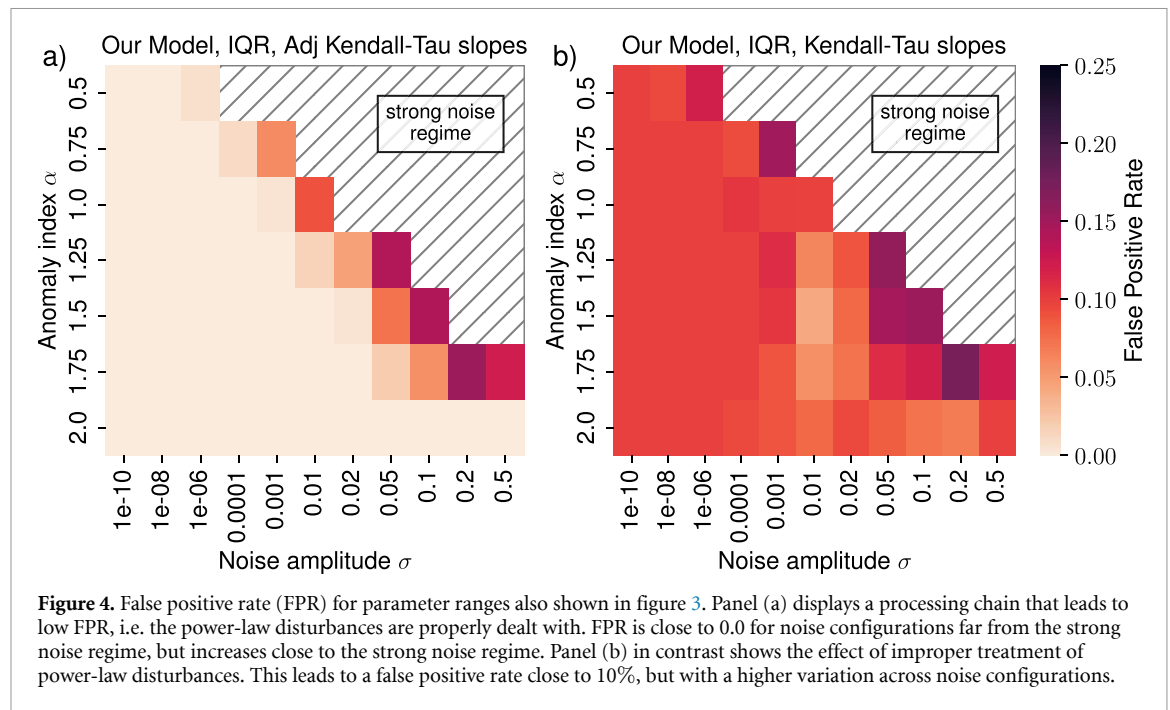 a)
Our Model, IQR, Adj Kendall-Tau slopes
strong noise
regime
Anomaly index α
0.5
0.75
1.0
1.25
1.5
1.75
2.0
1e-10
1e-08
1e-06
0.0001
0.001
0.01
0.02
0.05
0.1
0.2
0.5
Noise amplitude σ
b)
Our Model, IQR, Kendall-Tau slopes
strong noise
regime
Anomaly index α
0.5
0.75
1.0
1.25
1.5
1.75
2.0
1e-10
1e-08
1e-06
0.0001
0.001
0.01
0.02
0.05
0.1
0.2
0.5
Noise amplitude σ
0.25
0.20
0.15
0.10
0.05
0.00
False Positive Rate
Figure 4. False positive rate (FPR) for parameter ranges also shown in figure 3. Panel (a) displays a processing chain that leads to
low FPR, i.e. the power-law disturbances are properly dealt with. FPR is close to 0.0 for noise configurations far from the strong
noise regime, but increases close to the strong noise regime. Panel (b) in contrast shows the effect of improper treatment of
power-law disturbances. This leads to a false positive rate close to 10%, but with a higher variation across noise configurations.